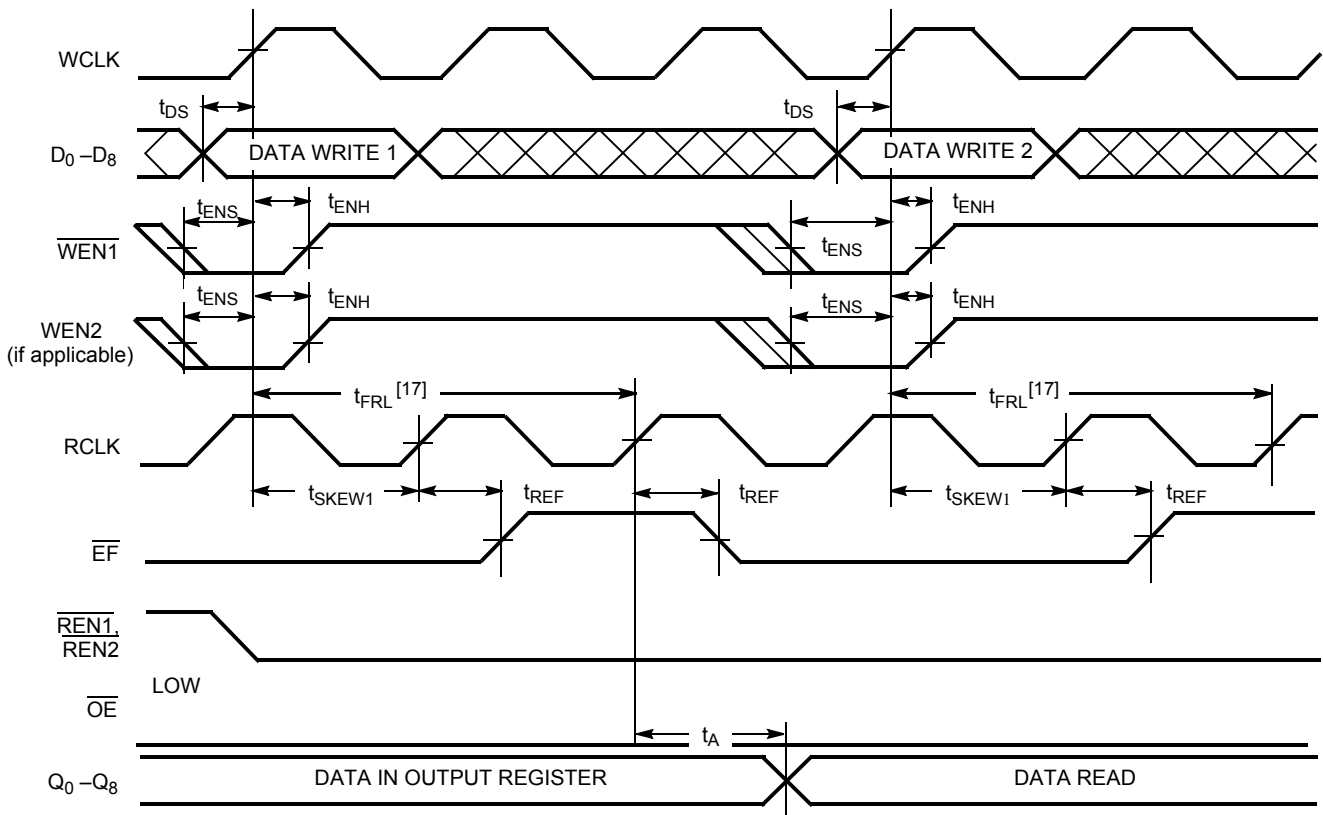 WCLK
tDS
tDS
D0 –D8
DATA WRITE 1
DATA WRITE 2
tENS
tENH
tENS
tENH
WEN1
tENS
tENH
tENS
tENH
WEN2
(if applicable)
tFRL [17]
tFRL [17]
RCLK
tSKEW1
tREF
tREF
tSKEW1
tREF
EF
REN1,
REN2
LOW
OE
tA
Q0 –Q8
DATA IN OUTPUT REGISTER
DATA READ